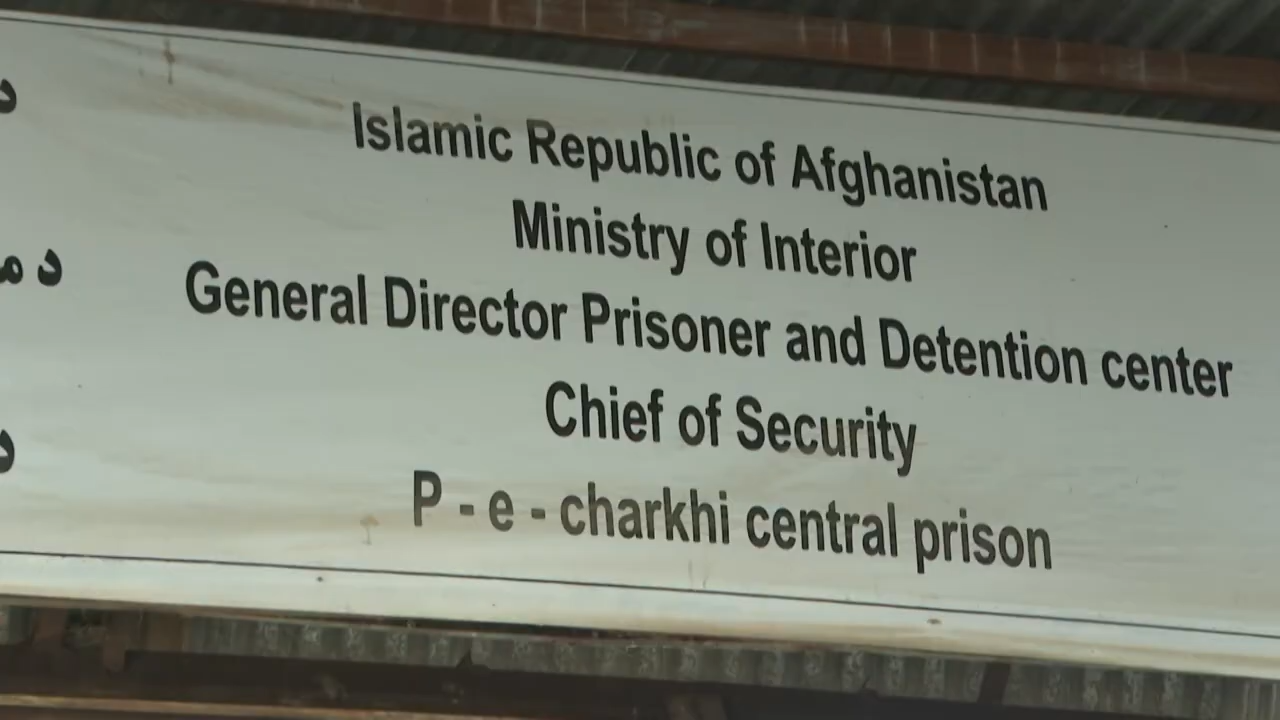 Islamic Republic of Afghanistan
Ministry of Interior
General Director Prisoner and Detention center
Chief of Security
P - e - charkhi central prison